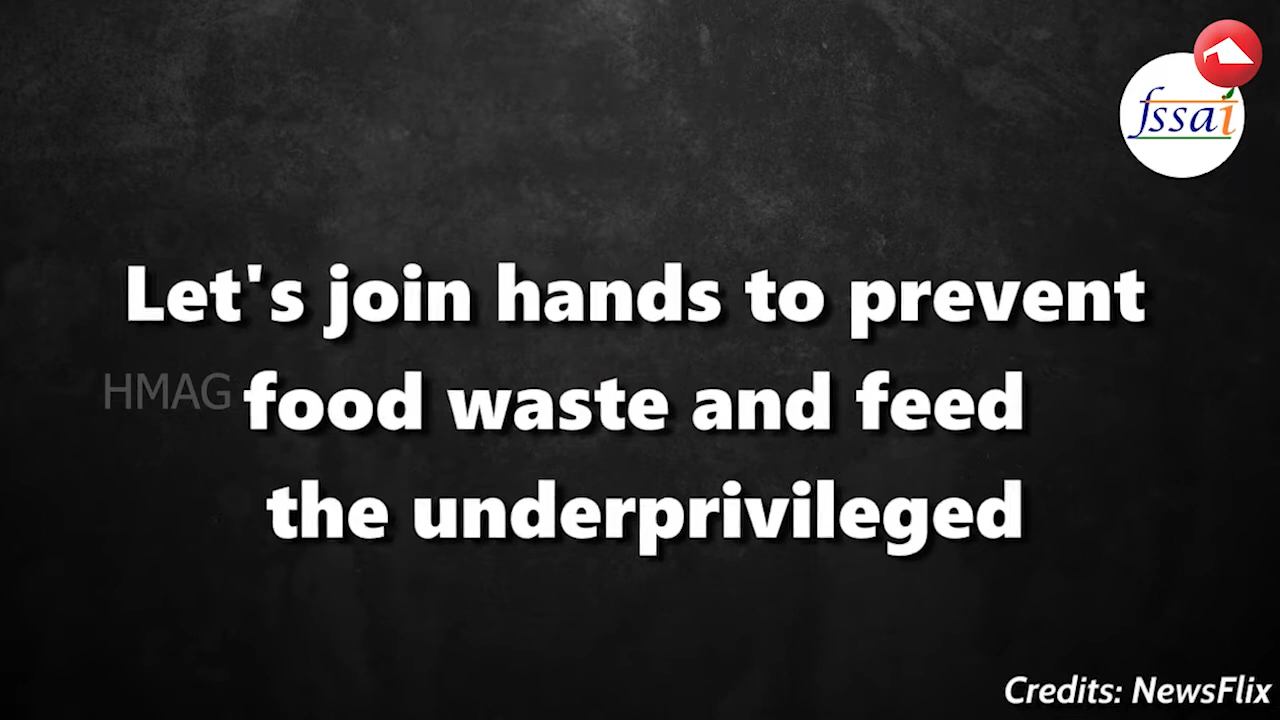 fssai
Let's join hands to prevent
HMAG food waste and feed
the underprivileged
Credits: NewsFlix